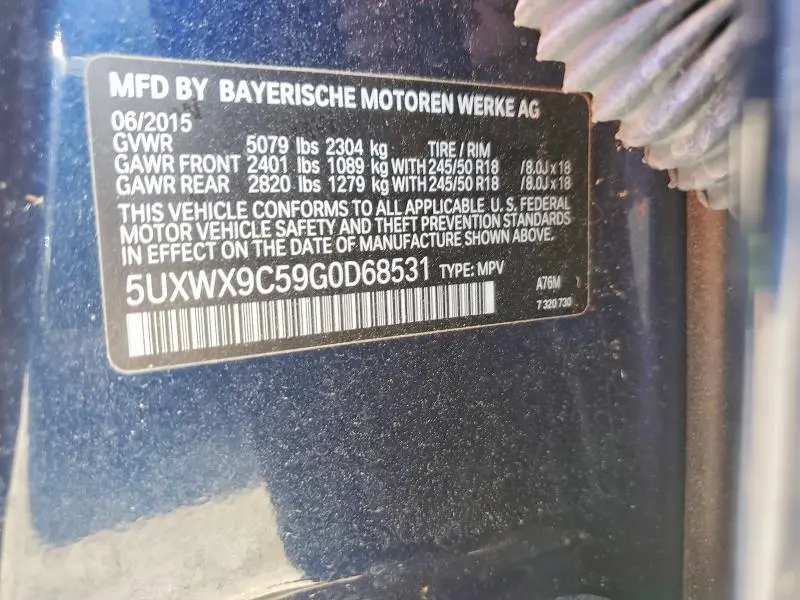 MFD BY BAYERISCHE MOTOREN WERKE AG
06/2015
GVWR 5079 lbs 2304 kg TIRE / RIM
GAWR FRONT 2401 lbs 1089 kg WITH 245/50 R18 /8.0J x 18
GAWR REAR 2820 lbs 1279 kg WITH 245/50 R18 /8.0J x 18
THIS VEHICLE CONFORMS TO ALL APPLICABLE U. S. FEDERAL
MOTOR VEHICLE SAFETY AND THEFT PREVENTION STANDARDS
IN EFFECT ON THE DATE OF MANUFACTURE SHOWN ABOVE.
5UXWX9C59G0D68531 TYPE: MPV A76M
7 320 730